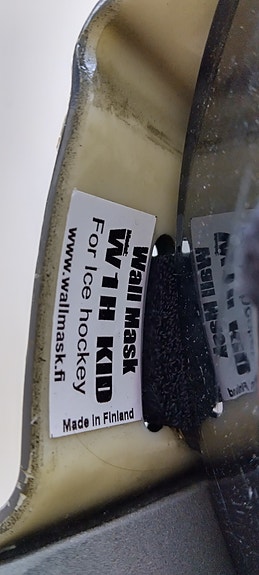 Wall Mask
W1H KID
For Ice hockey
www.wallmask.fi
Made in Finland